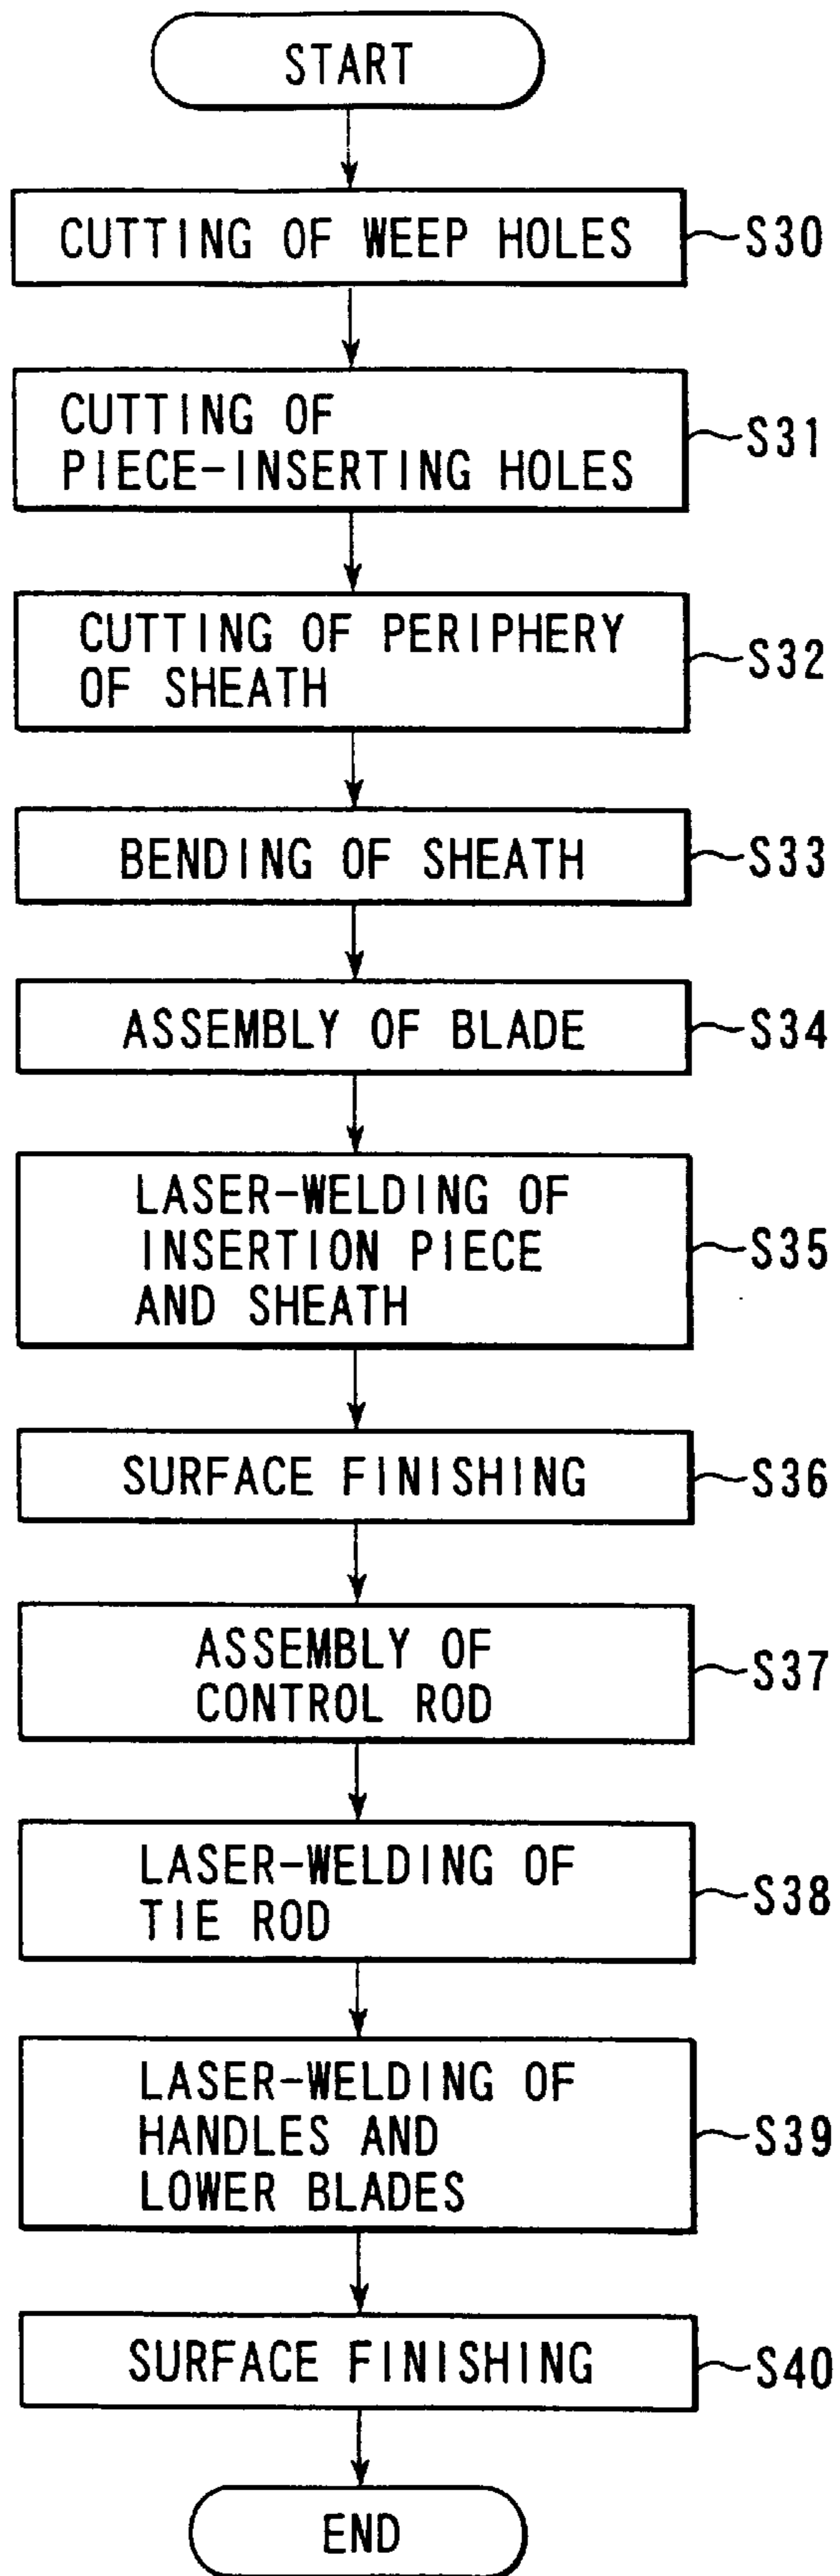 START
CUTTING OF WEEP HOLES
S30
CUTTING OF
PIECE-INSERTING HOLES
S31
CUTTING OF PERIPHERY
OF SHEATH
S32
BENDING OF SHEATH
S33
ASSEMBLY OF BLADE
S34
LASER-WELDING OF
INSERTION PIECE
AND SHEATH
S35
SURFACE FINISHING
S36
ASSEMBLY OF
CONTROL ROD
S37
LASER-WELDING OF
TIE ROD
S38
LASER-WELDING OF
HANDLES AND
LOWER BLADES
S39
SURFACE FINISHING
S40
END